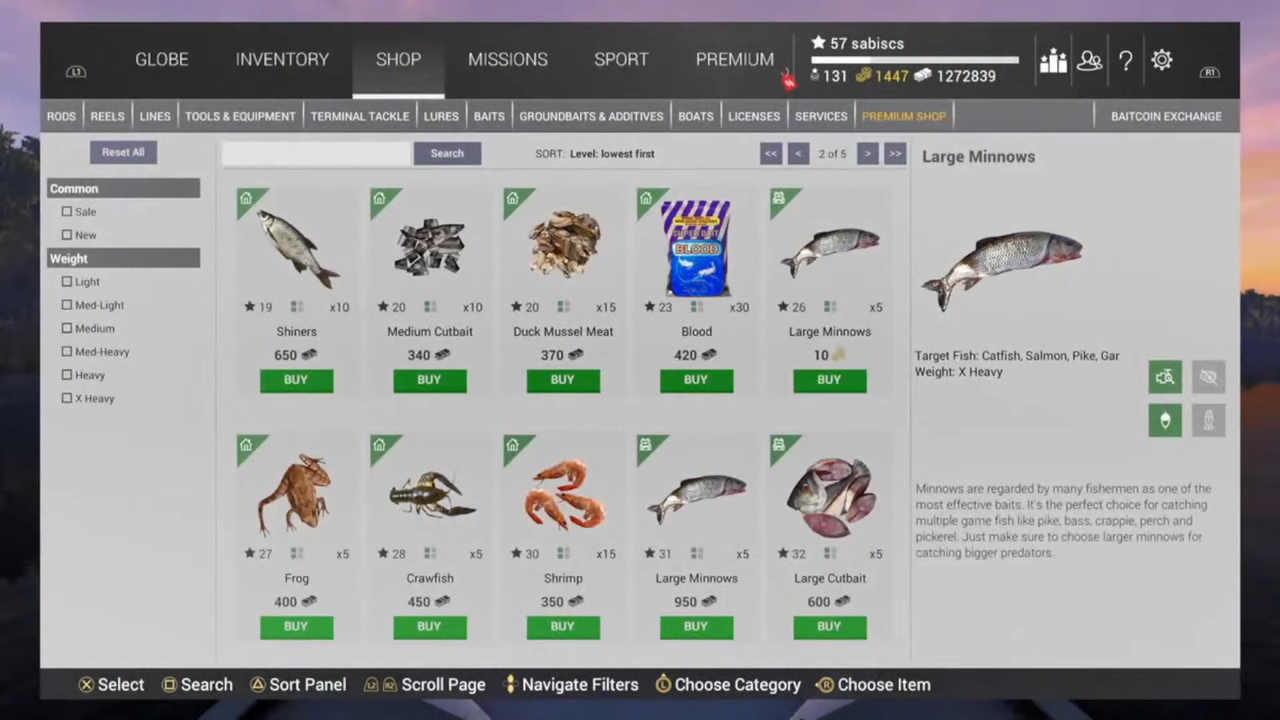 GLOBE INVENTORY SHOP MISSIONS SPORT PREMIUM
57 sabiscs
131 1447 1272839
L1 ? R1
RODS REELS LINES TOOLS & EQUIPMENT TERMINAL TACKLE LURES BAITS GROUNDBAITS & ADDITIVES BOATS LICENSES SERVICES PREMIUM SHOP BAITCOIN EXCHANGE
Reset All
Common
Sale
New
Weight
Light
Med-Light
Medium
Med-Heavy
Heavy
X Heavy
Search SORT: Level: lowest first << < 2 of 5 > >>
SUPER BAIT
BLOOD
19 x10 20 x10 20 x15 23 x30 26 x5
Shiners Medium Cutbait Duck Mussel Meat Blood Large Minnows
650 340 370 420 10
BUY BUY BUY BUY BUY
27 x5 28 x5 30 x15 31 x5 32 x5
Frog Crawfish Shrimp Large Minnows Large Cutbait
400 450 350 950 600
BUY BUY BUY BUY BUY
Large Minnows
Target Fish: Catfish, Salmon, Pike, Gar
Weight: X Heavy
Minnows are regarded by many fishermen as one of the
most effective baits. It's the perfect choice for catching
multiple game fish like pike, bass, crappie, perch and
pickerel. Just make sure to choose larger minnows for
catching bigger predators.
Select Search Sort Panel L2 R2 Scroll Page Navigate Filters L Choose Category R Choose Item